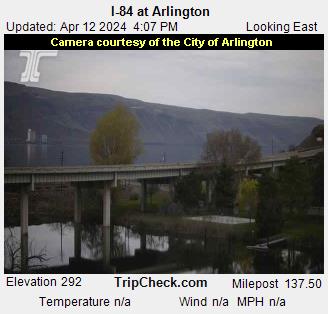 I-84 at Arlington
Updated: Apr 12 2024 4:07 PM Looking East
Camera courtesy of the City of Arlington
Elevation 292 TripCheck.com Milepost 137.50
Temperature n/a Wind n/a MPH n/a